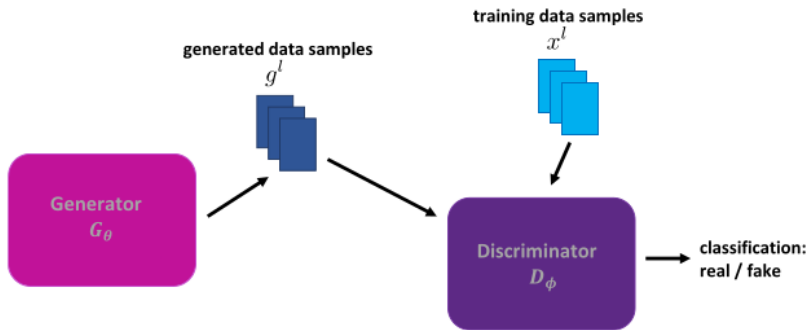 training data samples
x^l
generated data samples
g^l
Generator
G_θ
Discriminator
D_ϕ
classification:
real / fake